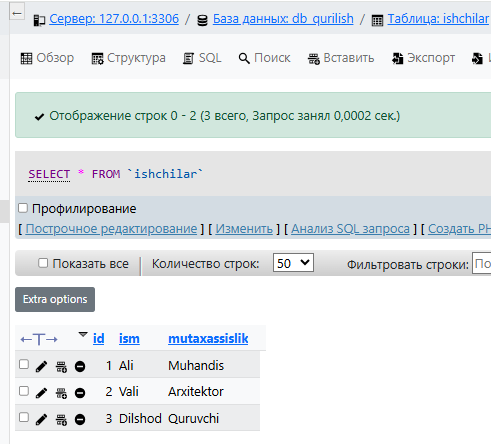 Сервер: 127.0.0.1:3306 / База данных: db_qurilish / Таблица: ishchilar
Обзор Структура SQL Поиск Вставить Экспорт
Отображение строк 0 - 2 (3 всего, Запрос занял 0,0002 сек.)
SELECT * FROM `ishchilar`
Профилирование
[ Построчное редактирование ] [ Изменить ] [ Анализ SQL запроса ] [ Создать PH
Показать все Количество строк: 50 Фильтровать строки: По
Extra options
←T→ id ism mutaxassislik
1 Ali Muhandis
2 Vali Arxitektor
3 Dilshod Quruvchi